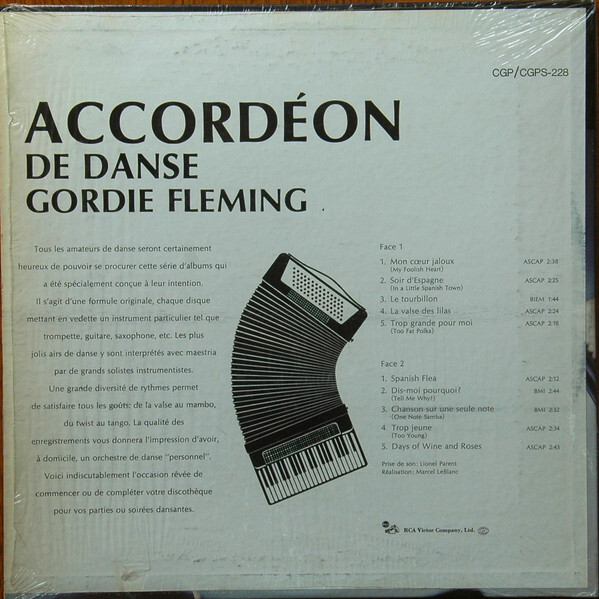 CGP/CGPS-228
ACCORDÉON
DE DANSE
GORDIE FLEMING
Tous les amateurs de danse seront certainement
heureux de pouvoir se procurer cette série d'albums qui
a été spécialement conçue à leur intention.
Il s'agit d'une formule originale, chaque disque
mettant en vedette un instrument particulier tel que
trompette, guitare, saxophone, etc. Les plus
jolis airs de danse y sont interprétés avec maestria
par de grands solistes instrumentistes.
Une grande diversité de rythmes permet
de satisfaire tous les goûts: de la valse au mambo,
du twist au tango. La qualité des
enregistrements vous donnera l'impression d'avoir,
à domicile, un orchestre de danse "personnel".
Voici indiscutablement l'occasion rêvée de
commencer ou de compléter votre discothèque
pour vos parties ou soirées dansantes.
Face 1
1. Mon cœur jaloux ASCAP 2:38
(My Foolish Heart)
2. Soir d'Espagne ASCAP 2:25
(In a Little Spanish Town)
3. Le tourbillon BIEM 1:44
4. La valse des lilas ASCAP 2:24
5. Trop grande pour moi ASCAP 2:18
(Too Fat Polka)
Face 2
1. Spanish Flea ASCAP 2:12
2. Dis-moi pourquoi? BMI 2:44
(Tell Me Why?)
3. Chanson sur une seule note BMI 2:32
(One Note Samba)
4 Trop jeune ASCAP 2:34
(Too Young)
5. Days of Wine and Roses ASCAP 2:43
Prise de son: Lionel Parent
Réalisation: Marcel LeBlanc
RCA Victor Company, Ltd.